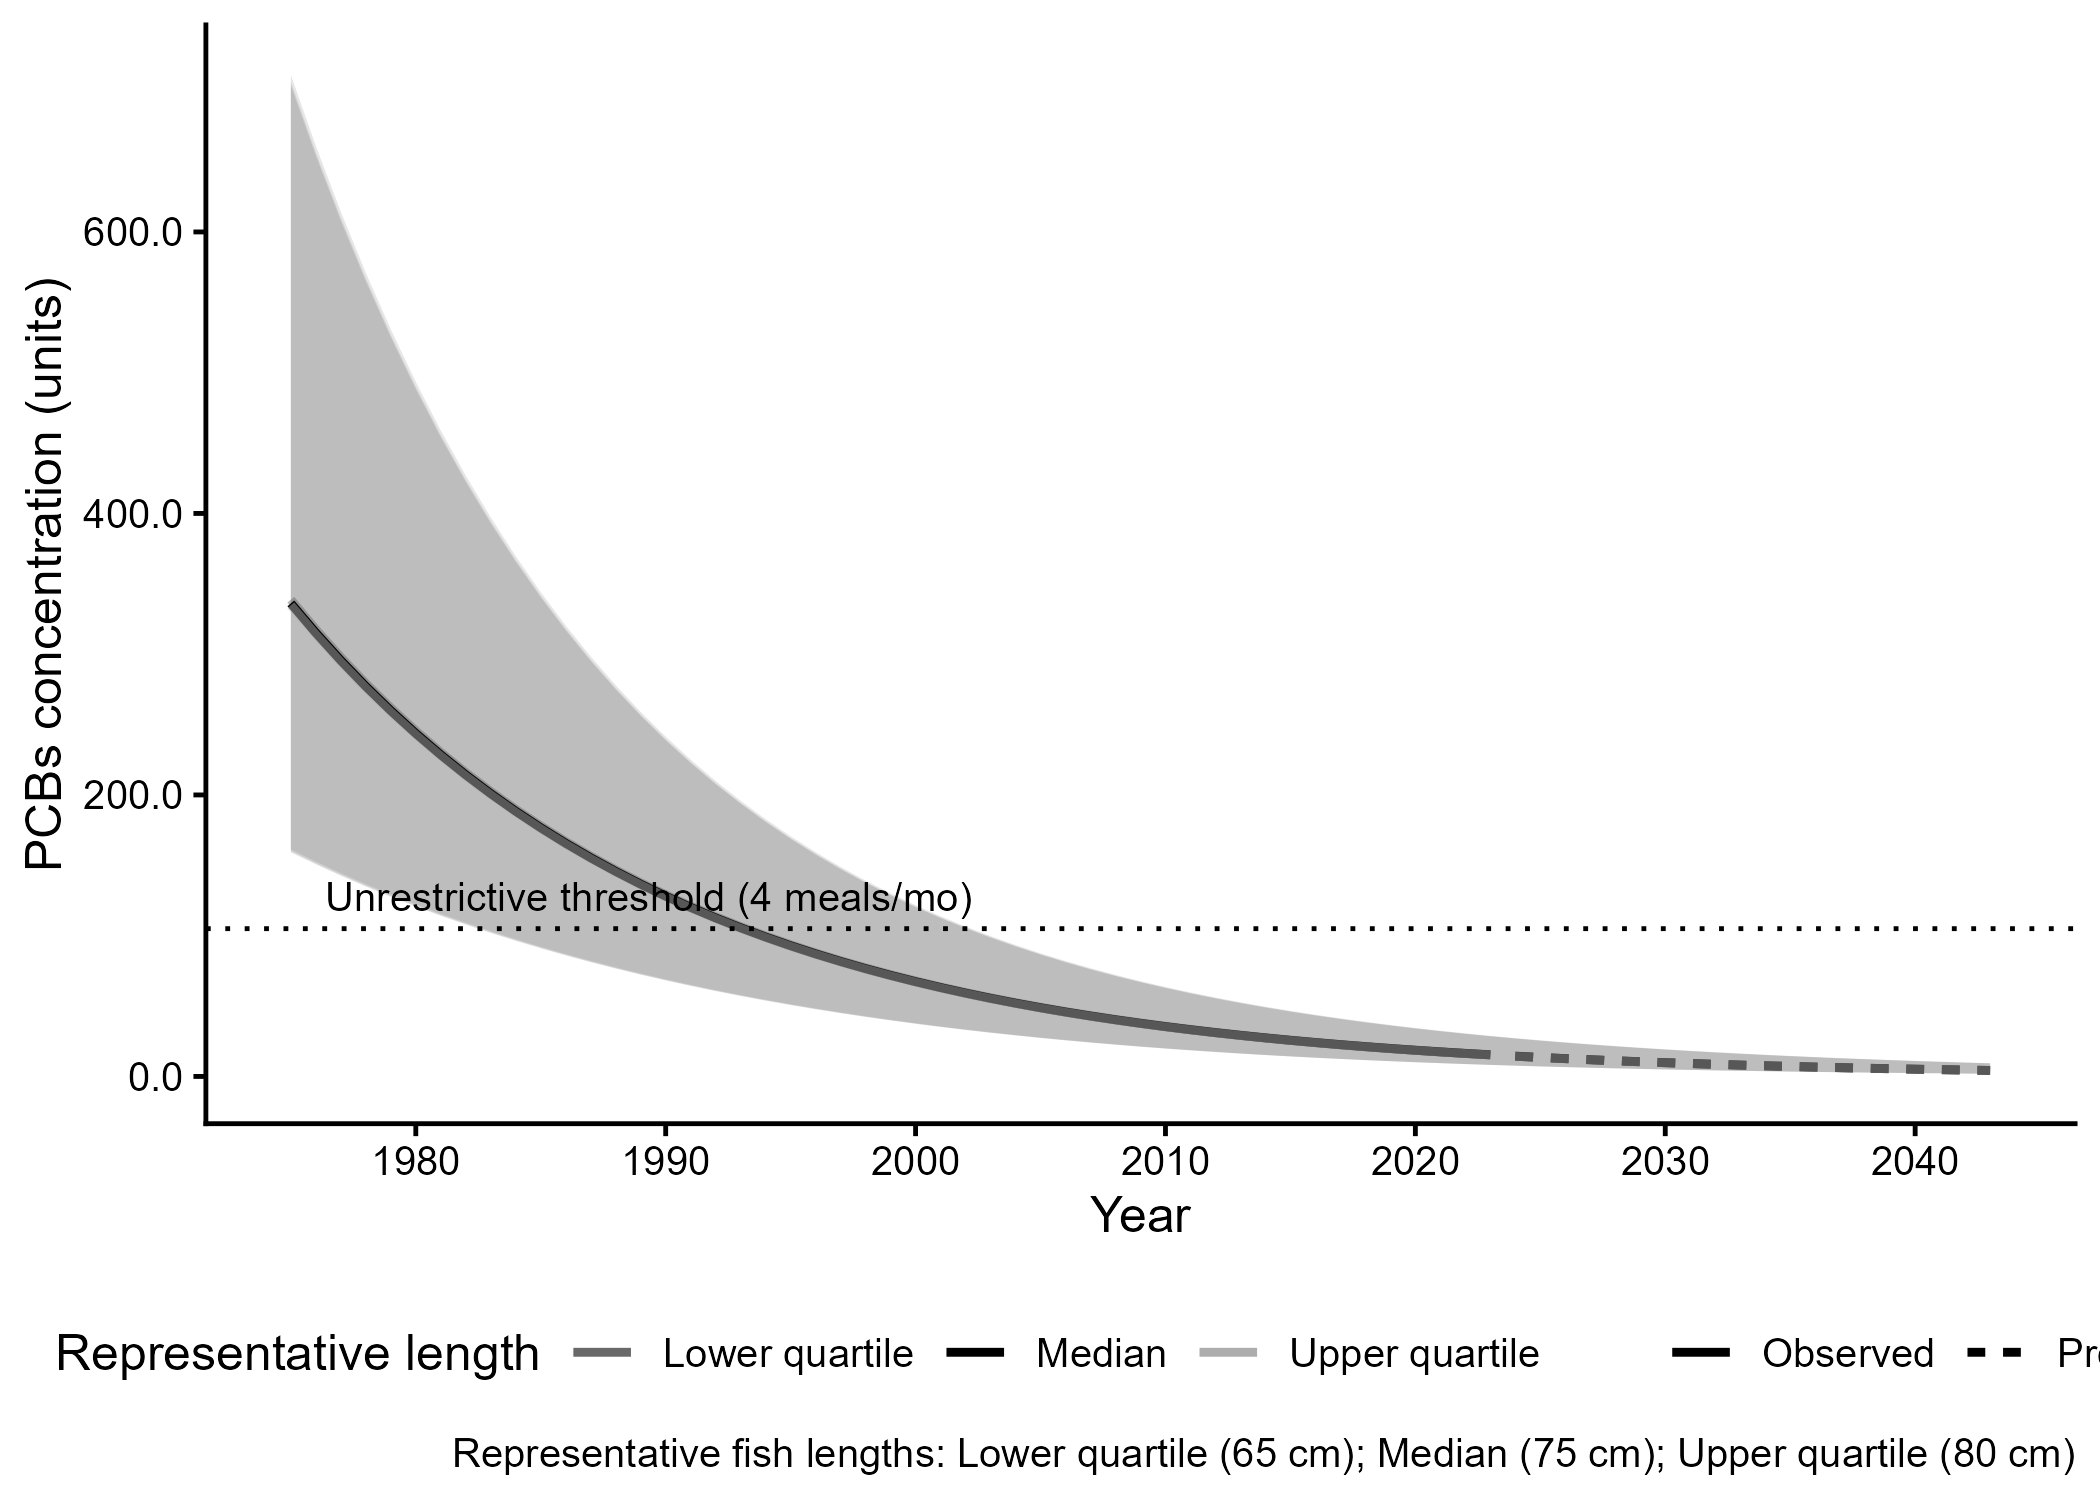 PCBs concentration (units)
600.0
400.0
200.0
0.0
Unrestrictive threshold (4 meals/mo)
1980 1990 2000 2010 2020 2030 2040
Year
Representative length Lower quartile Median Upper quartile Observed Pr
Representative fish lengths: Lower quartile (65 cm); Median (75 cm); Upper quartile (80 cm)